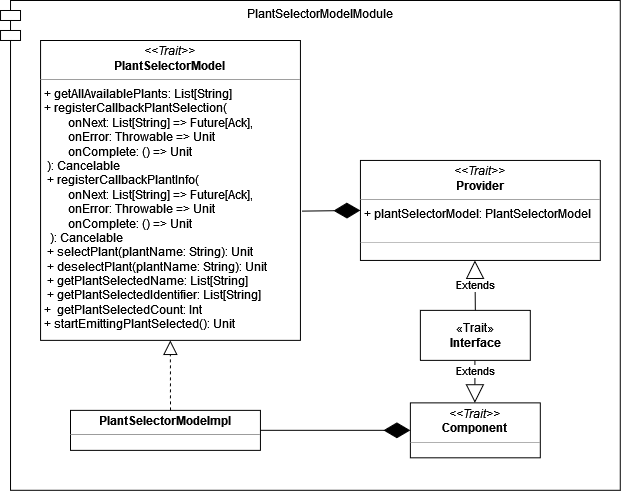 PlantSelectorModelModule
<<Trait>>
PlantSelectorModel
+ getAllAvailablePlants: List[String]
+ registerCallbackPlantSelection(
onNext: List[String] => Future[Ack],
onError: Throwable => Unit
onComplete: () => Unit
): Cancelable
+ registerCallbackPlantInfo(
onNext: List[String] => Future[Ack],
onError: Throwable => Unit
onComplete: () => Unit
): Cancelable
+ selectPlant(plantName: String): Unit
+ deselectPlant(plantName: String): Unit
+ getPlantSelectedName: List[String]
+ getPlantSelectedIdentifier: List[String]
+ getPlantSelectedCount: Int
+ startEmittingPlantSelected(): Unit
<<Trait>>
Provider
+ plantSelectorModel: PlantSelectorModel
Extends
«Trait»
Interface
Extends
PlantSelectorModelmpl
<<Trait>>
Component